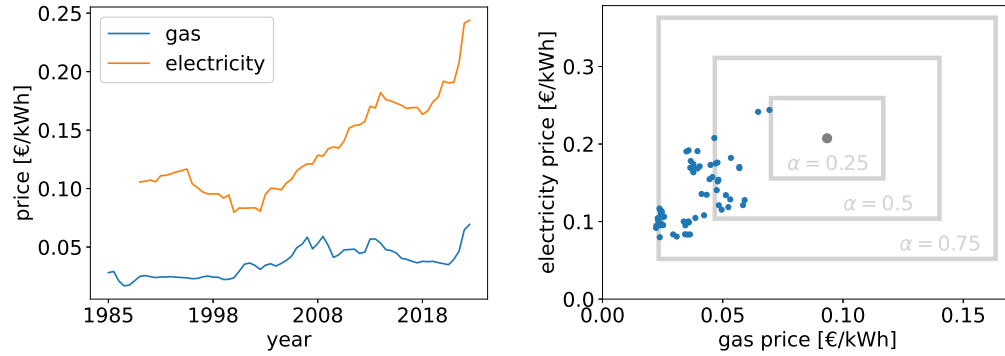 0.25
0.20
0.15
0.10
0.05
price [€/kWh]
gas
electricity
1985
1998
2008
2018
year
0.3
0.2
0.1
0.0
electricity price [€/kWh]
α = 0.25
α = 0.5
α = 0.75
0.00
0.05
0.10
0.15
gas price [€/kWh]